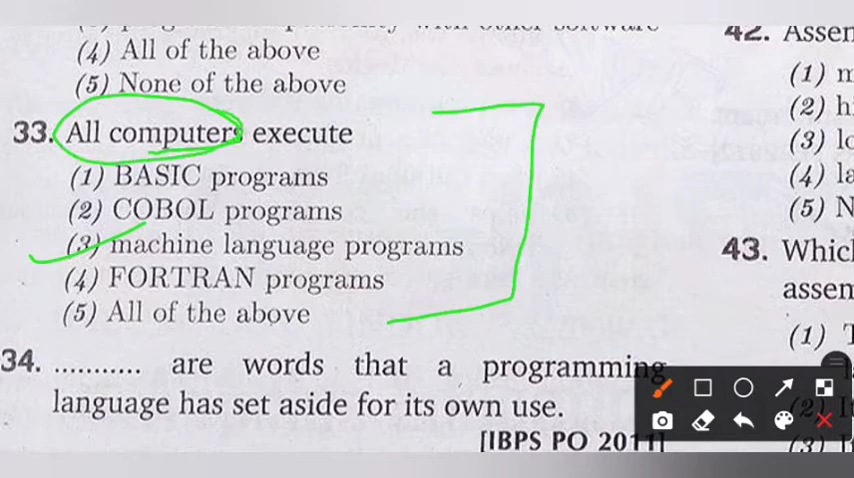 (4) All of the above
(5) None of the above
33. All computers execute
(1) BASIC programs
(2) COBOL programs
(3) machine language programs
(4) FORTRAN programs
(5) All of the above
34. ........... are words that a programming
language has set aside for its own use.
[IBPS PO 2011]
42. Assem
(1) m
(2) h
(3) lo
(4) la
(5) N
43. Which
assem
(1) T
(2) I
(3) I